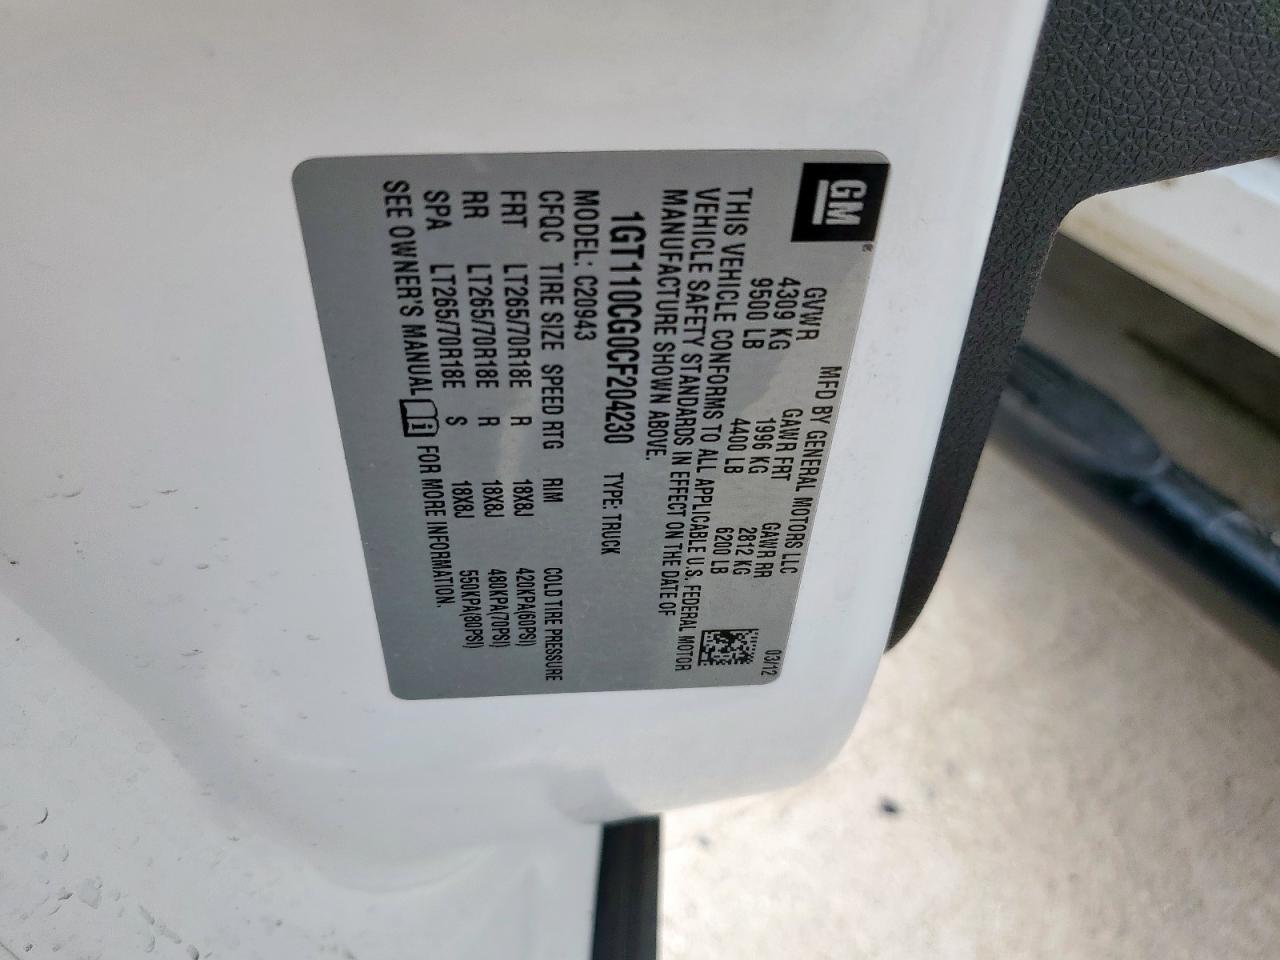 GM
MFD BY GENERAL MOTORS LLC 03/12
GVWR GAWR FRT GAWR RR
4309 KG 1996 KG 2812 KG
9500 LB 4400 LB 6200 LB
THIS VEHICLE CONFORMS TO ALL APPLICABLE U.S. FEDERAL MOTOR
VEHICLE SAFETY STANDARDS IN EFFECT ON THE DATE OF
MANUFACTURE SHOWN ABOVE.
1GT110CG0CF204230 TYPE: TRUCK
MODEL: C20943
CFQC TIRE SIZE SPEED RTG RIM COLD TIRE PRESSURE
FRT LT265/70R18E R 18X8J 420KPA(60PSI)
RR LT265/70R18E R 18X8J 480KPA(70PSI)
SPA LT265/70R18E S 18X8J 550KPA(80PSI)
SEE OWNER'S MANUAL FOR MORE INFORMATION.